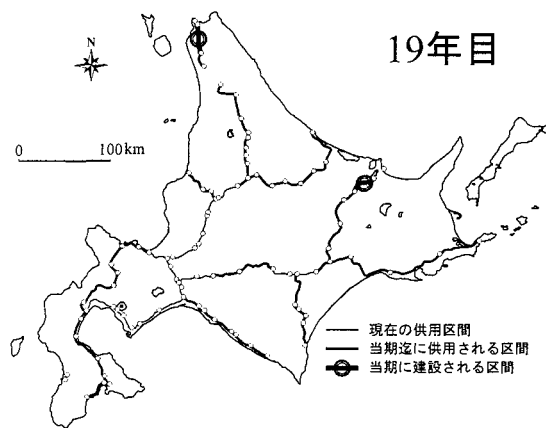 19年目
N
0 100km
現在の供用区間
当期迄に供用される区間
当期に建設される区間